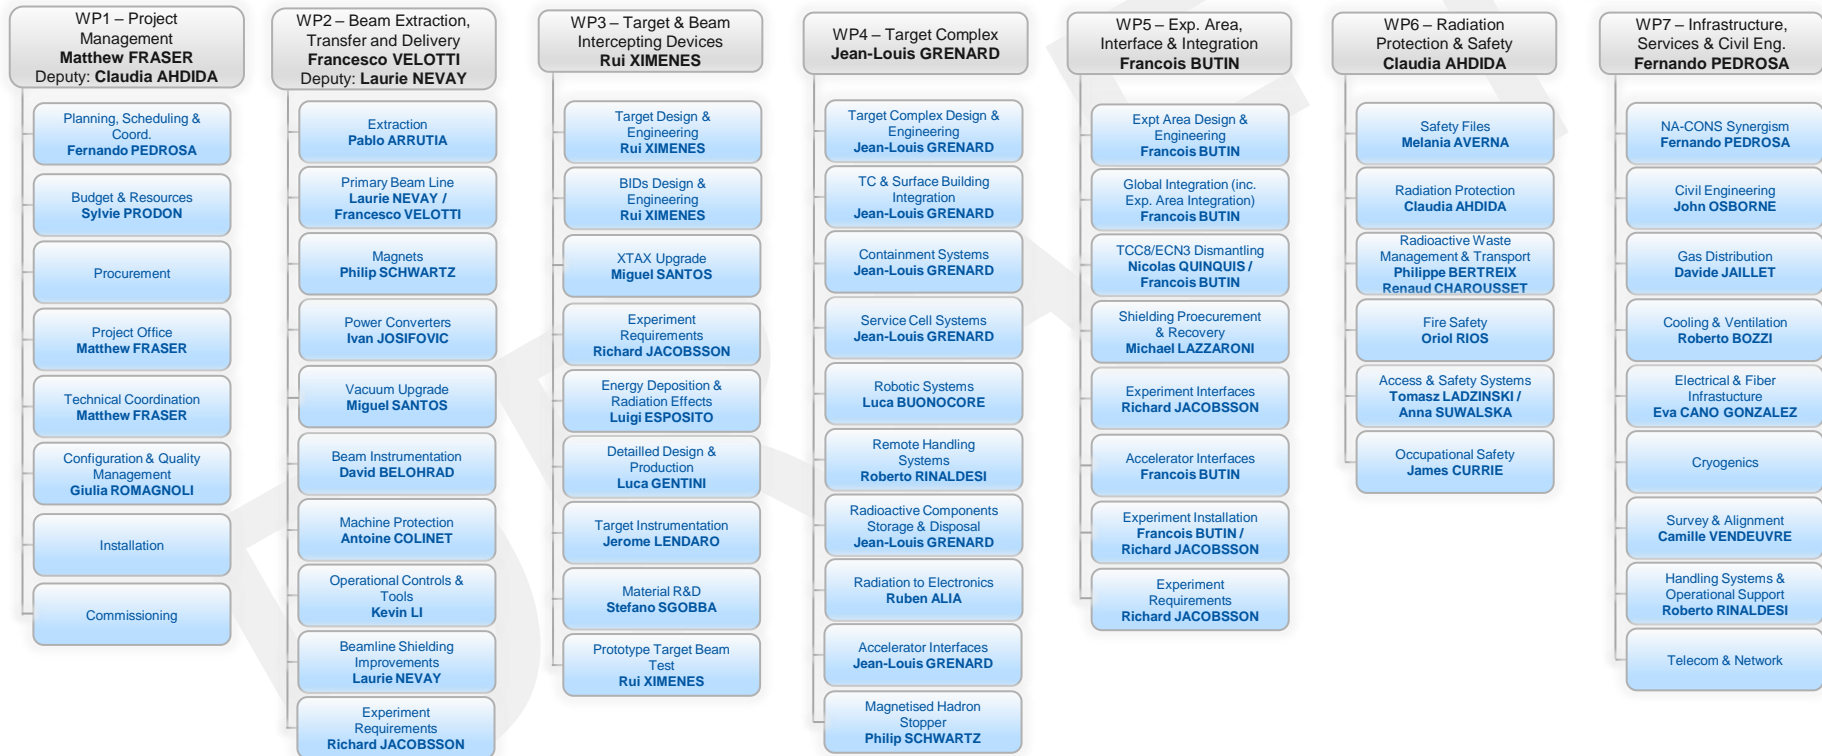 WP1 – Project
Management
Matthew FRASER
Deputy: Claudia AHDIDA
Planning, Scheduling &
Coord.
Fernando PEDROSA
Budget & Resources
Sylvie PRODON
Procurement
Project Office
Matthew FRASER
Technical Coordination
Matthew FRASER
Configuration & Quality
Management
Giulia ROMAGNOLI
Installation
Commissioning
WP2 – Beam Extraction,
Transfer and Delivery
Francesco VELOTTI
Deputy: Laurie NEVAY
Extraction
Pablo ARRUTIA
Primary Beam Line
Laurie NEVAY /
Francesco VELOTTI
Magnets
Philip SCHWARTZ
Power Converters
Ivan JOSIFOVIC
Vacuum Upgrade
Miguel SANTOS
Beam Instrumentation
David BELOHRAD
Machine Protection
Antoine COLINET
Operational Controls &
Tools
Kevin LI
Beamline Shielding
Improvements
Laurie NEVAY
Experiment
Requirements
Richard JACOBSSON
WP3 – Target & Beam
Intercepting Devices
Rui XIMENES
Target Design &
Engineering
Rui XIMENES
BIDs Design &
Engineering
Rui XIMENES
XTAX Upgrade
Miguel SANTOS
Experiment
Requirements
Richard JACOBSSON
Energy Deposition &
Radiation Effects
Luigi ESPOSITO
Detailled Design &
Production
Luca GENTINI
Target Instrumentation
Jerome LENDARO
Material R&D
Stefano SGOBBA
Prototype Target Beam
Test
Rui XIMENES
WP4 – Target Complex
Jean-Louis GRENARD
Target Complex Design &
Engineering
Jean-Louis GRENARD
TC & Surface Building
Integration
Jean-Louis GRENARD
Containment Systems
Jean-Louis GRENARD
Service Cell Systems
Jean-Louis GRENARD
Robotic Systems
Luca BUONOCORE
Remote Handling
Systems
Roberto RINALDESI
Radioactive Components
Storage & Disposal
Jean-Louis GRENARD
Radiation to Electronics
Ruben ALIA
Accelerator Interfaces
Jean-Louis GRENARD
Magnetised Hadron
Stopper
Philip SCHWARTZ
WP5 – Exp. Area,
Interface & Integration
Francois BUTIN
Expt Area Design &
Engineering
Francois BUTIN
Global Integration (inc.
Exp. Area Integration)
Francois BUTIN
TCC8/ECN3 Dismantling
Nicolas QUINQUIS /
Francois BUTIN
Shielding Proecurement
& Recovery
Michael LAZZARONI
Experiment Interfaces
Richard JACOBSSON
Accelerator Interfaces
Francois BUTIN
Experiment Installation
Francois BUTIN /
Richard JACOBSSON
Experiment
Requirements
Richard JACOBSSON
WP6 – Radiation
Protection & Safety
Claudia AHDIDA
Safety Files
Melania AVERNA
Radiation Protection
Claudia AHDIDA
Radioactive Waste
Management & Transport
Philippe BERTREIX
Renaud CHAROUSSET
Fire Safety
Oriol RIOS
Access & Safety Systems
Tomasz LADZINSKI /
Anna SUWALSKA
Occupational Safety
James CURRIE
WP7 – Infrastructure,
Services & Civil Eng.
Fernando PEDROSA
NA-CONS Synergism
Fernando PEDROSA
Civil Engineering
John OSBORNE
Gas Distribution
Davide JAILLET
Cooling & Ventilation
Roberto BOZZI
Electrical & Fiber
Infrastucture
Eva CANO GONZALEZ
Cryogenics
Survey & Alignment
Camille VENDEUVRE
Handling Systems &
Operational Support
Roberto RINALDESI
Telecom & Network